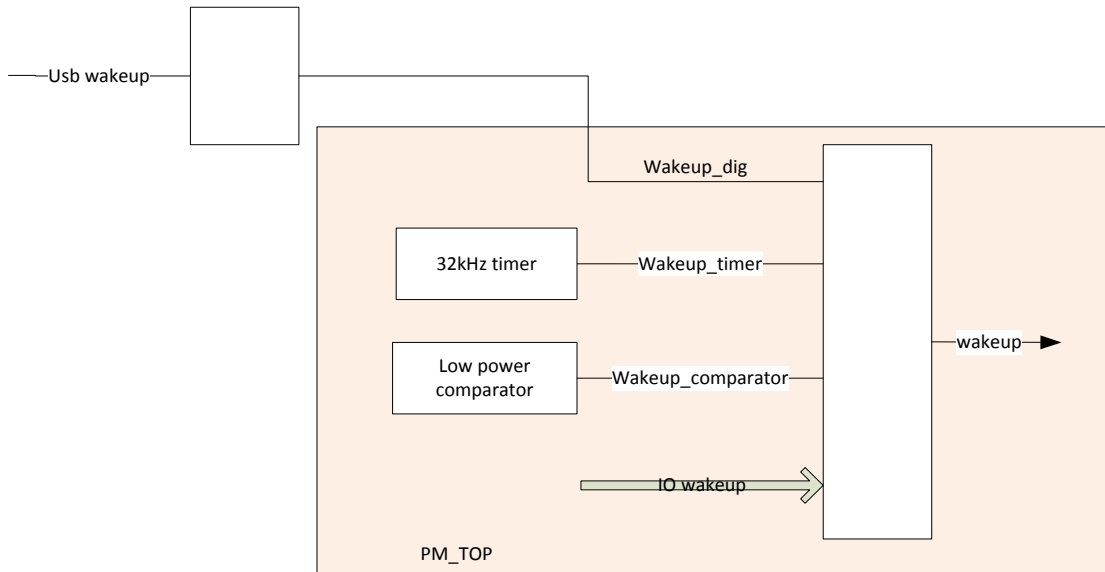 Usb wakeup
Wakeup_dig
32kHz timer
Wakeup_timer
wakeup
Low power
comparator
Wakeup_comparator
IO wakeup
PM_TOP